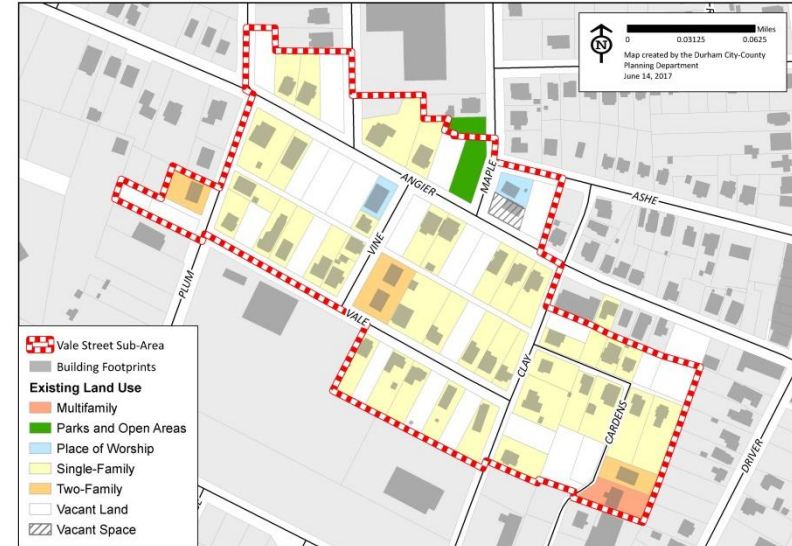 N
Miles
0 0.03125 0.0625
Map created by the Durham City-County
Planning Department
June 14, 2017
MAPLE
ASHE
ANGIER
VINE
PLUM
VALE
CLAY
CARDENS
DRIVER
Vale Street Sub-Area
Building Footprints
Existing Land Use
Multifamily
Parks and Open Areas
Place of Worship
Single-Family
Two-Family
Vacant Land
Vacant Space